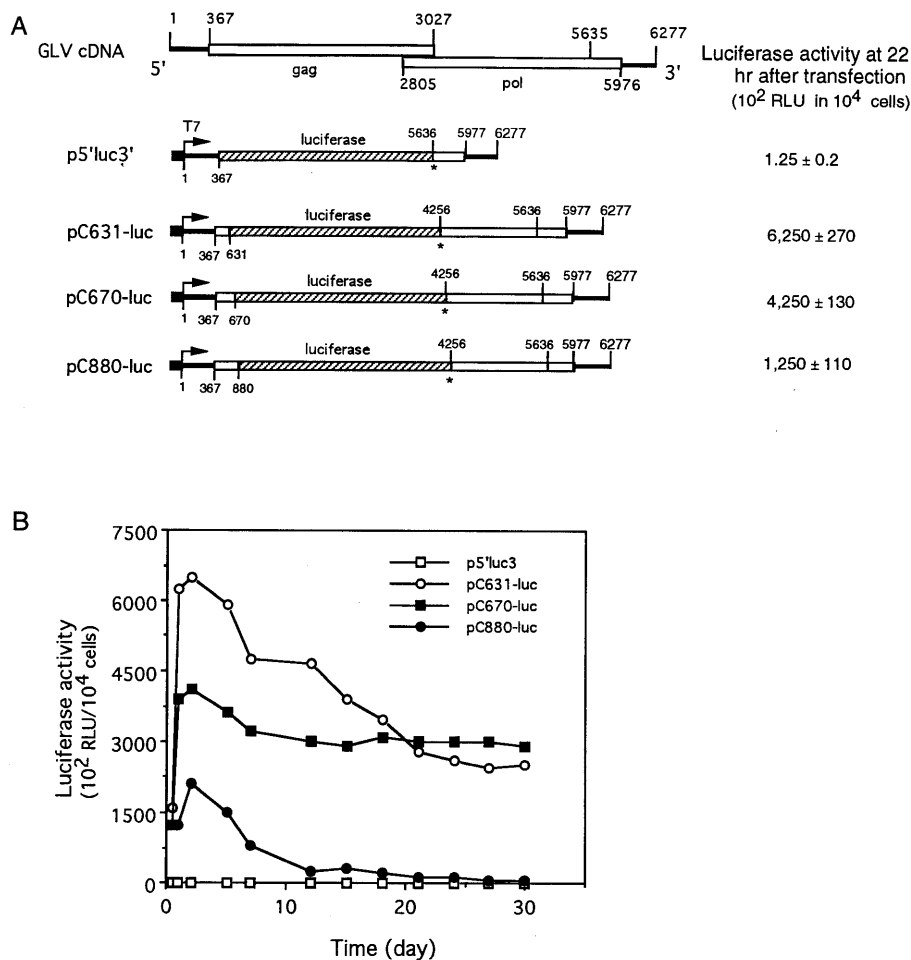 A
GLV cDNA
1 367 3027 5635 6277
5' gag 2805 pol 5976 3'
Luciferase activity at 22
hr after transfection
(10² RLU in 10⁴ cells)
p5'luc3'
T7 luciferase 5636 5977 6277
1 367 *
1.25 ± 0.2
pC631-luc
luciferase 4256 5636 5977 6277
1 367 631 *
6,250 ± 270
pC670-luc
luciferase 4256 5636 5977 6277
1 367 670 *
4,250 ± 130
pC880-luc
luciferase 4256 5636 5977 6277
1 367 880 *
1,250 ± 110
B
Luciferase activity
(10² RLU/10⁴ cells)
7500
6000
4500
3000
1500
0
p5'luc3
pC631-luc
pC670-luc
pC880-luc
0 10 20 30
Time (day)